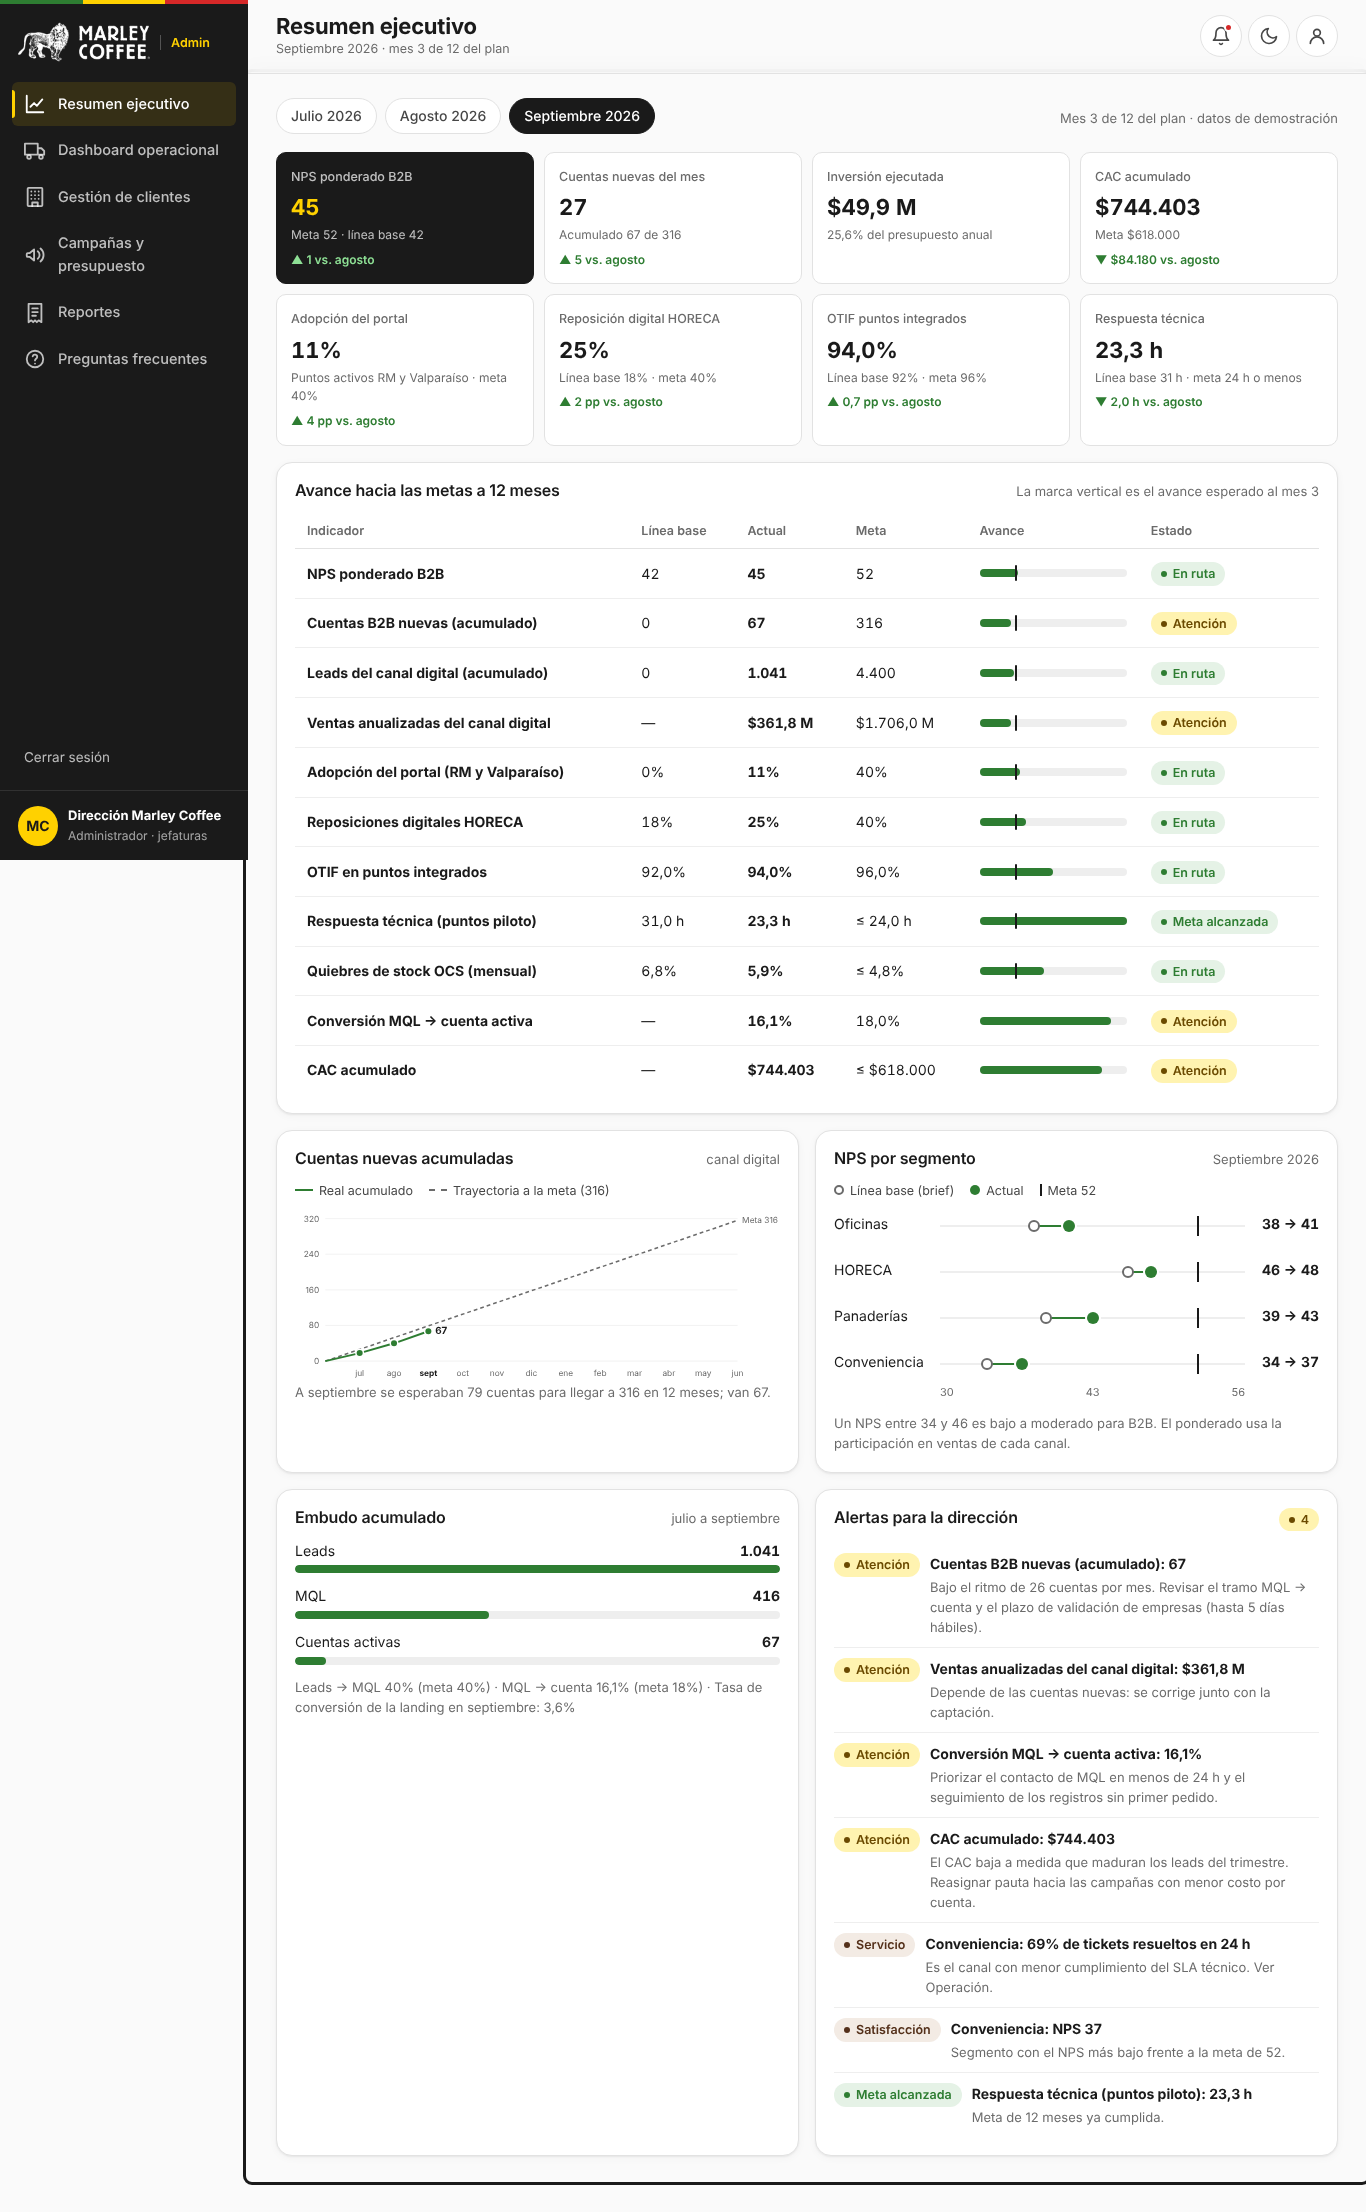 MARLEY
COFFEE
Admin
Resumen ejecutivo
Dashboard operacional
Gestión de clientes
Campañas y
presupuesto
Reportes
Preguntas frecuentes
Cerrar sesión
MC
Dirección Marley Coffee
Administrador · jefaturas
Resumen ejecutivo
Septiembre 2026 · mes 3 de 12 del plan
Julio 2026
Agosto 2026
Septiembre 2026
Mes 3 de 12 del plan · datos de demostración
NPS ponderado B2B
45
Meta 52 · línea base 42
▲ 1 vs. agosto
Cuentas nuevas del mes
27
Acumulado 67 de 316
▲ 5 vs. agosto
Inversión ejecutada
$49,9 M
25,6% del presupuesto anual
CAC acumulado
$744.403
Meta $618.000
▼ $84.180 vs. agosto
Adopción del portal
11%
Puntos activos RM y Valparaíso · meta
40%
▲ 4 pp vs. agosto
Reposición digital HORECA
25%
Línea base 18% · meta 40%
▲ 2 pp vs. agosto
OTIF puntos integrados
94,0%
Línea base 92% · meta 96%
▲ 0,7 pp vs. agosto
Respuesta técnica
23,3 h
Línea base 31 h · meta 24 h o menos
▼ 2,0 h vs. agosto
Avance hacia las metas a 12 meses
La marca vertical es el avance esperado al mes 3
Indicador Línea base Actual Meta Avance Estado
NPS ponderado B2B 42 45 52 En ruta
Cuentas B2B nuevas (acumulado) 0 67 316 Atención
Leads del canal digital (acumulado) 0 1.041 4.400 En ruta
Ventas anualizadas del canal digital — $361,8 M $1.706,0 M Atención
Adopción del portal (RM y Valparaíso) 0% 11% 40% En ruta
Reposiciones digitales HORECA 18% 25% 40% En ruta
OTIF en puntos integrados 92,0% 94,0% 96,0% En ruta
Respuesta técnica (puntos piloto) 31,0 h 23,3 h ≤ 24,0 h Meta alcanzada
Quiebres de stock OCS (mensual) 6,8% 5,9% ≤ 4,8% En ruta
Conversión MQL → cuenta activa — 16,1% 18,0% Atención
CAC acumulado — $744.403 ≤ $618.000 Atención
Cuentas nuevas acumuladas
canal digital
Real acumulado
Trayectoria a la meta (316)
320
240
160
80
0
Meta 316
67
jul ago sept oct nov dic ene feb mar abr may jun
A septiembre se esperaban 79 cuentas para llegar a 316 en 12 meses; van 67.
NPS por segmento
Septiembre 2026
Línea base (brief)
Actual
Meta 52
Oficinas 38 → 41
HORECA 46 → 48
Panaderías 39 → 43
Conveniencia 34 → 37
30 43 56
Un NPS entre 34 y 46 es bajo a moderado para B2B. El ponderado usa la
participación en ventas de cada canal.
Embudo acumulado
julio a septiembre
Leads 1.041
MQL 416
Cuentas activas 67
Leads → MQL 40% (meta 40%) · MQL → cuenta 16,1% (meta 18%) · Tasa de
conversión de la landing en septiembre: 3,6%
Alertas para la dirección
4
Atención
Cuentas B2B nuevas (acumulado): 67
Bajo el ritmo de 26 cuentas por mes. Revisar el tramo MQL →
cuenta y el plazo de validación de empresas (hasta 5 días
hábiles).
Atención
Ventas anualizadas del canal digital: $361,8 M
Depende de las cuentas nuevas: se corrige junto con la
captación.
Atención
Conversión MQL → cuenta activa: 16,1%
Priorizar el contacto de MQL en menos de 24 h y el
seguimiento de los registros sin primer pedido.
Atención
CAC acumulado: $744.403
El CAC baja a medida que maduran los leads del trimestre.
Reasignar pauta hacia las campañas con menor costo por
cuenta.
Servicio
Conveniencia: 69% de tickets resueltos en 24 h
Es el canal con menor cumplimiento del SLA técnico. Ver
Operación.
Satisfacción
Conveniencia: NPS 37
Segmento con el NPS más bajo frente a la meta de 52.
Meta alcanzada
Respuesta técnica (puntos piloto): 23,3 h
Meta de 12 meses ya cumplida.